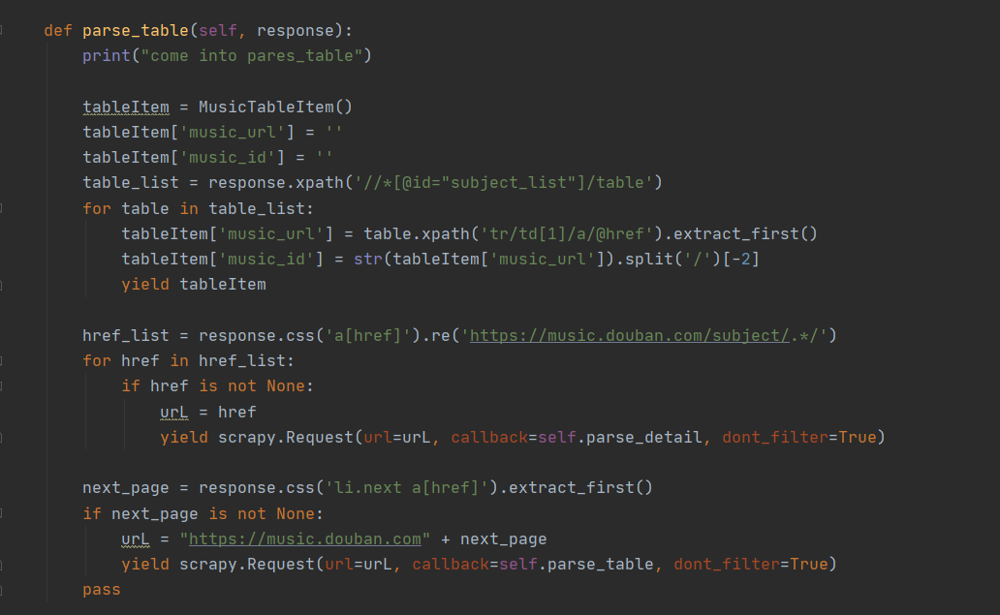 def parse_table(self, response):
print("come into pares_table")
tableItem = MusicTableItem()
tableItem['music_url'] = ''
tableItem['music_id'] = ''
table_list = response.xpath('//*[@id="subject_list"]/table')
for table in table_list:
tableItem['music_url'] = table.xpath('tr/td[1]/a/@href').extract_first()
tableItem['music_id'] = str(tableItem['music_url']).split('/')[-2]
yield tableItem
href_list = response.css('a[href]').re('https://music.douban.com/subject/.*/')
for href in href_list:
if href is not None:
urL = href
yield scrapy.Request(url=urL, callback=self.parse_detail, dont_filter=True)
next_page = response.css('li.next a[href]').extract_first()
if next_page is not None:
urL = "https://music.douban.com" + next_page
yield scrapy.Request(url=urL, callback=self.parse_table, dont_filter=True)
pass